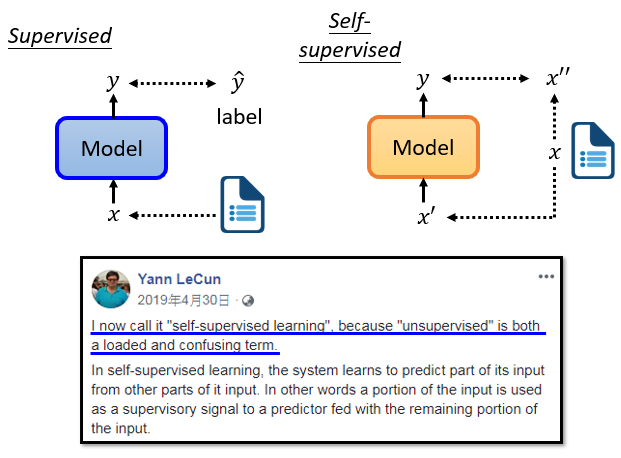 Supervised
Self-
supervised
y
ŷ
label
Model
x
y
x′′
Model
x
x′
Yann LeCun
2019年4月30日 ·
I now call it "self-supervised learning", because "unsupervised" is both
a loaded and confusing term.
In self-supervised learning, the system learns to predict part of its input
from other parts of it input. In other words a portion of the input is used
as a supervisory signal to a predictor fed with the remaining portion of
the input.